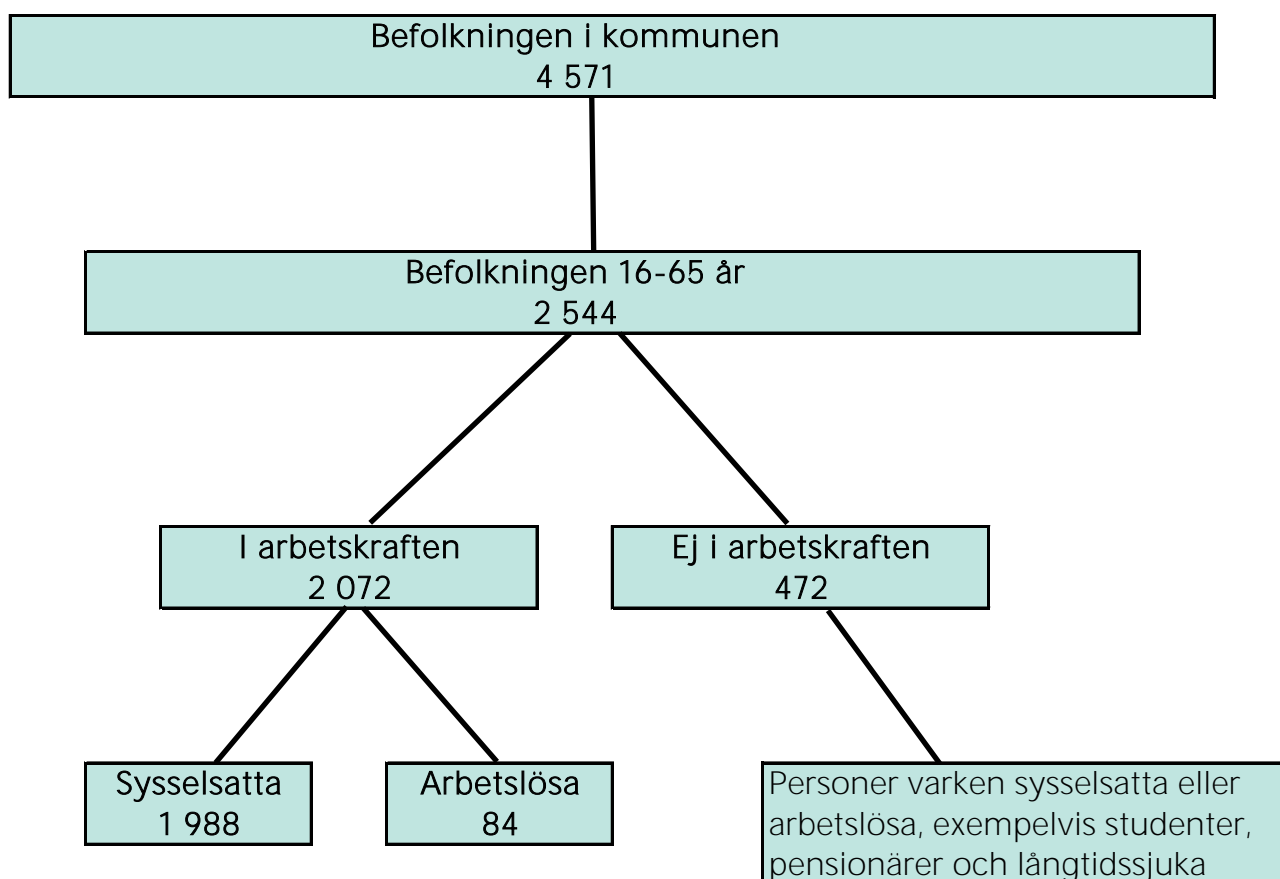 Befolkningen i kommunen
4 571
Befolkningen 16-65 år
2 544
I arbetskraften
2 072
Ej i arbetskraften
472
Sysselsatta
1 988
Arbetslösa
84
Personer varken sysselsatta eller
arbetslösa, exempelvis studenter,
pensionärer och långtidssjuka